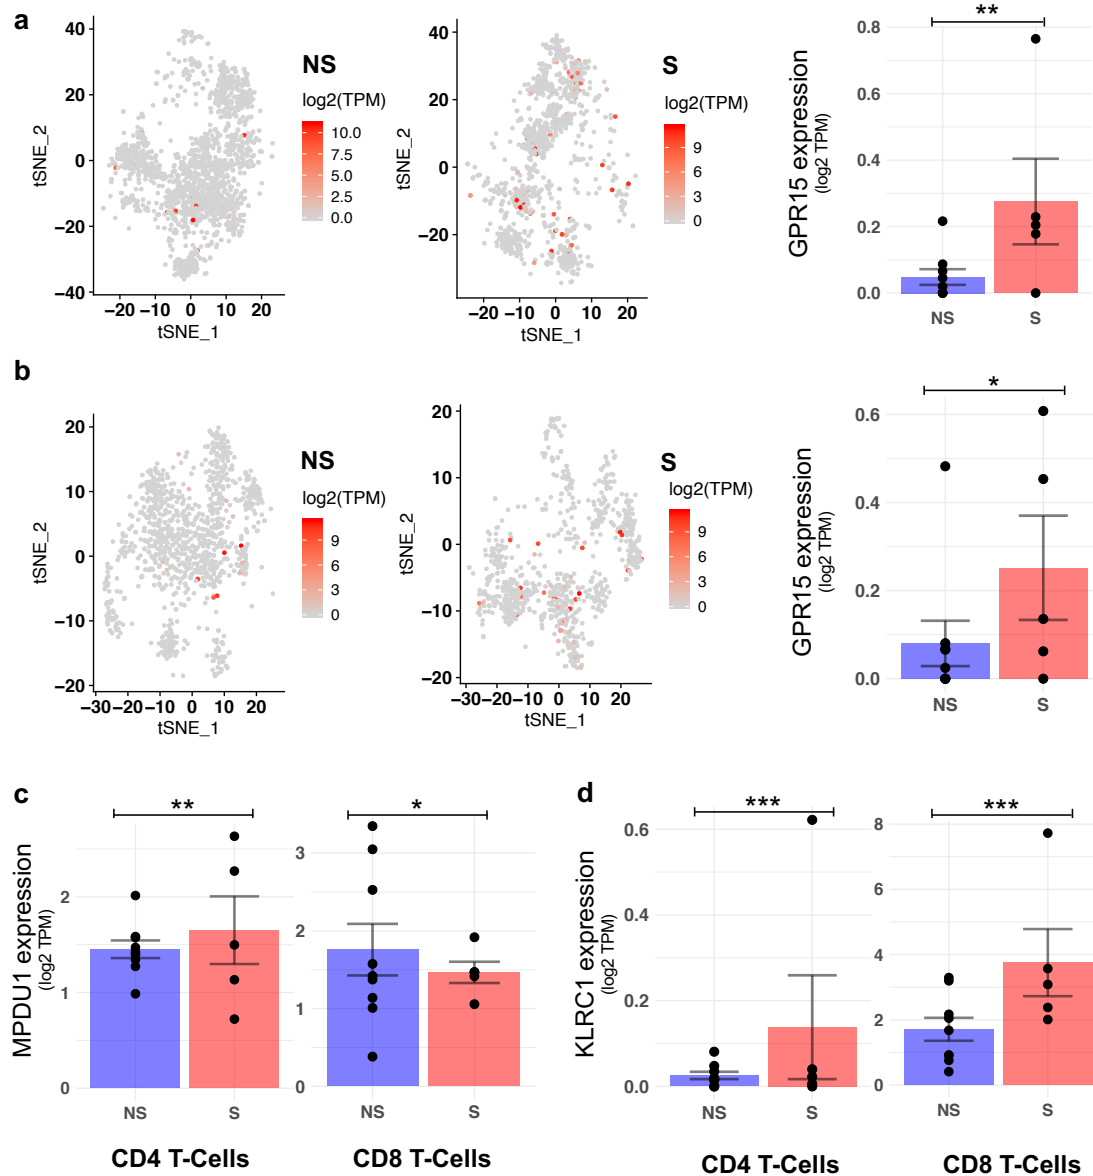 a
NS
log2(TPM)
10.0
7.5
5.0
2.5
0.0
40
20
0
−20
−40
tSNE_2
−20 −10 0 10 20
tSNE_1
S
log2(TPM)
9
6
3
0
40
20
0
−20
tSNE_2
−20 −10 0 10 20
tSNE_1
**
GPR15 expression
(log2 TPM)
0.8
0.6
0.4
0.2
0.0
NS S
b
NS
log2(TPM)
9
6
3
0
20
10
0
−10
−20
tSNE_2
−30 −20 −10 0 10 20
tSNE_1
S
log2(TPM)
9
6
3
0
20
10
0
−10
−20
tSNE_2
−30 −20 −10 0 10 20
tSNE_1
*
GPR15 expression
(log2 TPM)
0.6
0.4
0.2
0.0
NS S
c
**
MPDU1 expression
(log2 TPM)
2
1
0
NS S
CD4 T-Cells
*
3
2
1
0
NS S
CD8 T-Cells
d
***
KLRC1 expression
(log2 TPM)
0.6
0.4
0.2
0.0
NS S
CD4 T-Cells
***
8
6
4
2
0
NS S
CD8 T-Cells